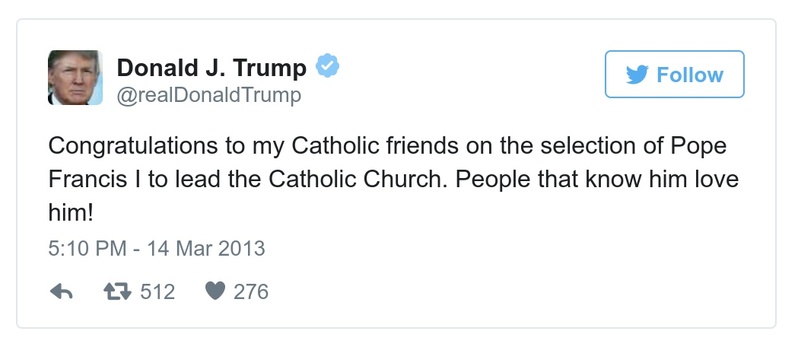 Donald J. Trump
@realDonaldTrump
Follow
Congratulations to my Catholic friends on the selection of Pope
Francis I to lead the Catholic Church. People that know him love
him!
5:10 PM - 14 Mar 2013
512 276